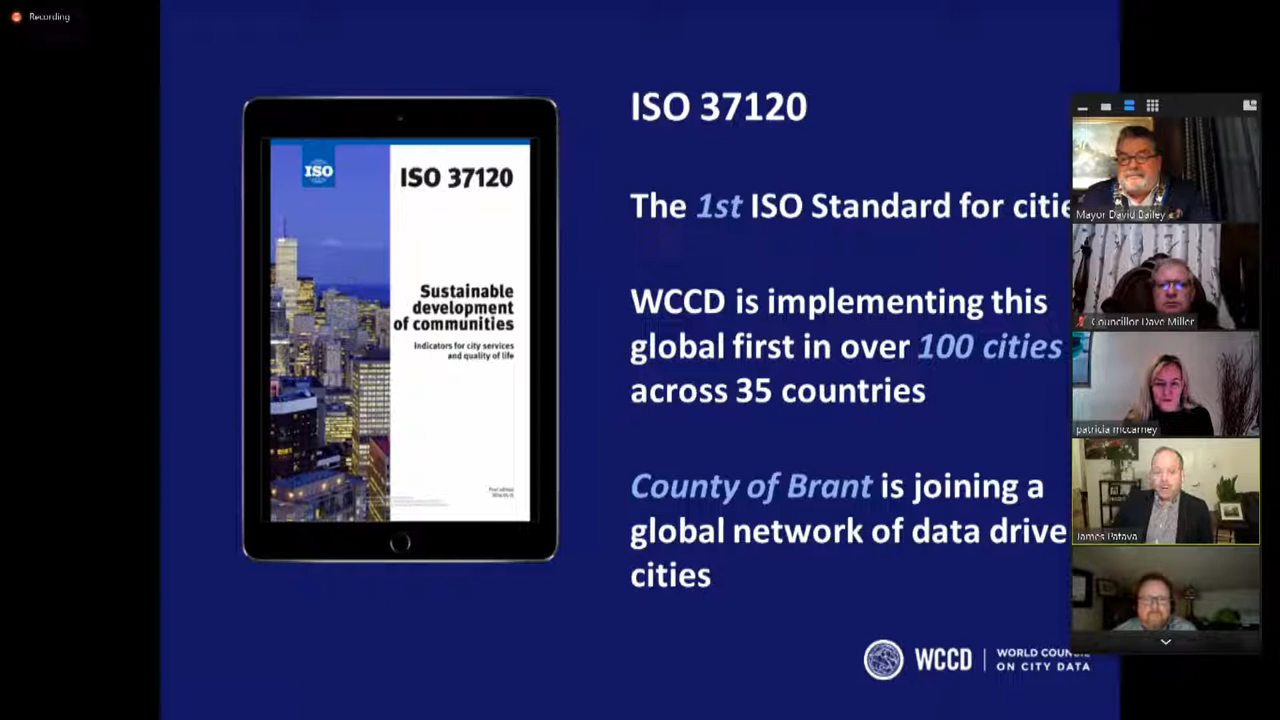 Recording
ISO 37120
The 1st ISO Standard for citie
WCCD is implementing this
global first in over 100 cities
across 35 countries
County of Brant is joining a
global network of data drive
cities
ISO
ISO 37120
Sustainable
development
of communities
Indicators for city services
and quality of life
WCCD
WORLD COUNCIL
ON CITY DATA
Mayor David Bailey
Councillor Dave Miller
patricia mccarney
James Patava